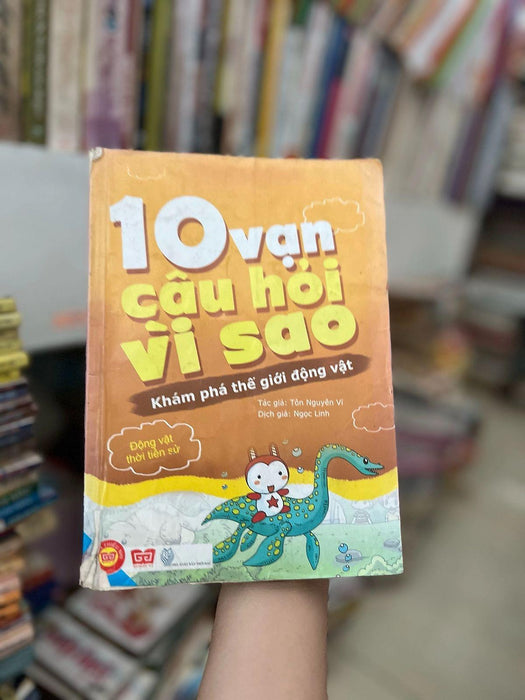 10 vạn
câu hỏi
vì sao
Khám phá thế giới động vật
Tác giả: Tôn Nguyên Vĩ
Dịch giả: Ngọc Linh
Động vật
thời tiền sử